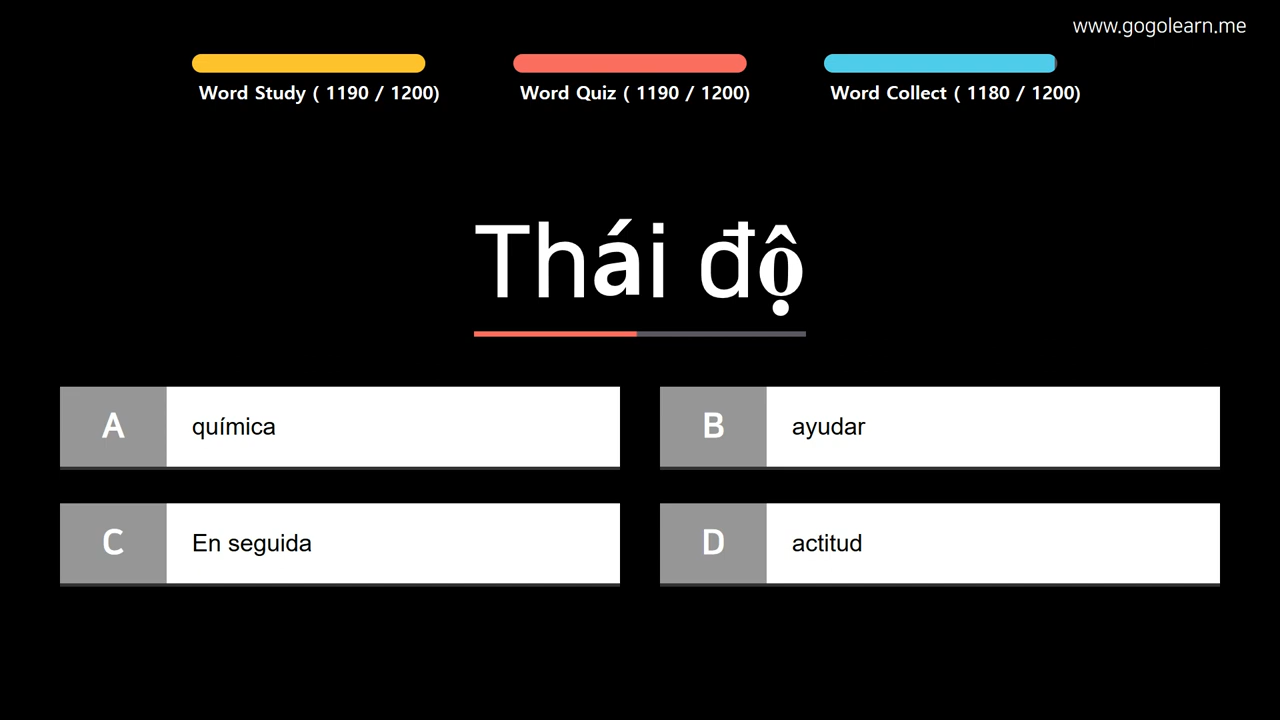 www.gogolearn.me
Word Study ( 1190 / 1200)
Word Quiz ( 1190 / 1200)
Word Collect ( 1180 / 1200)
Thái độ
A química
B ayudar
C En seguida
D actitud